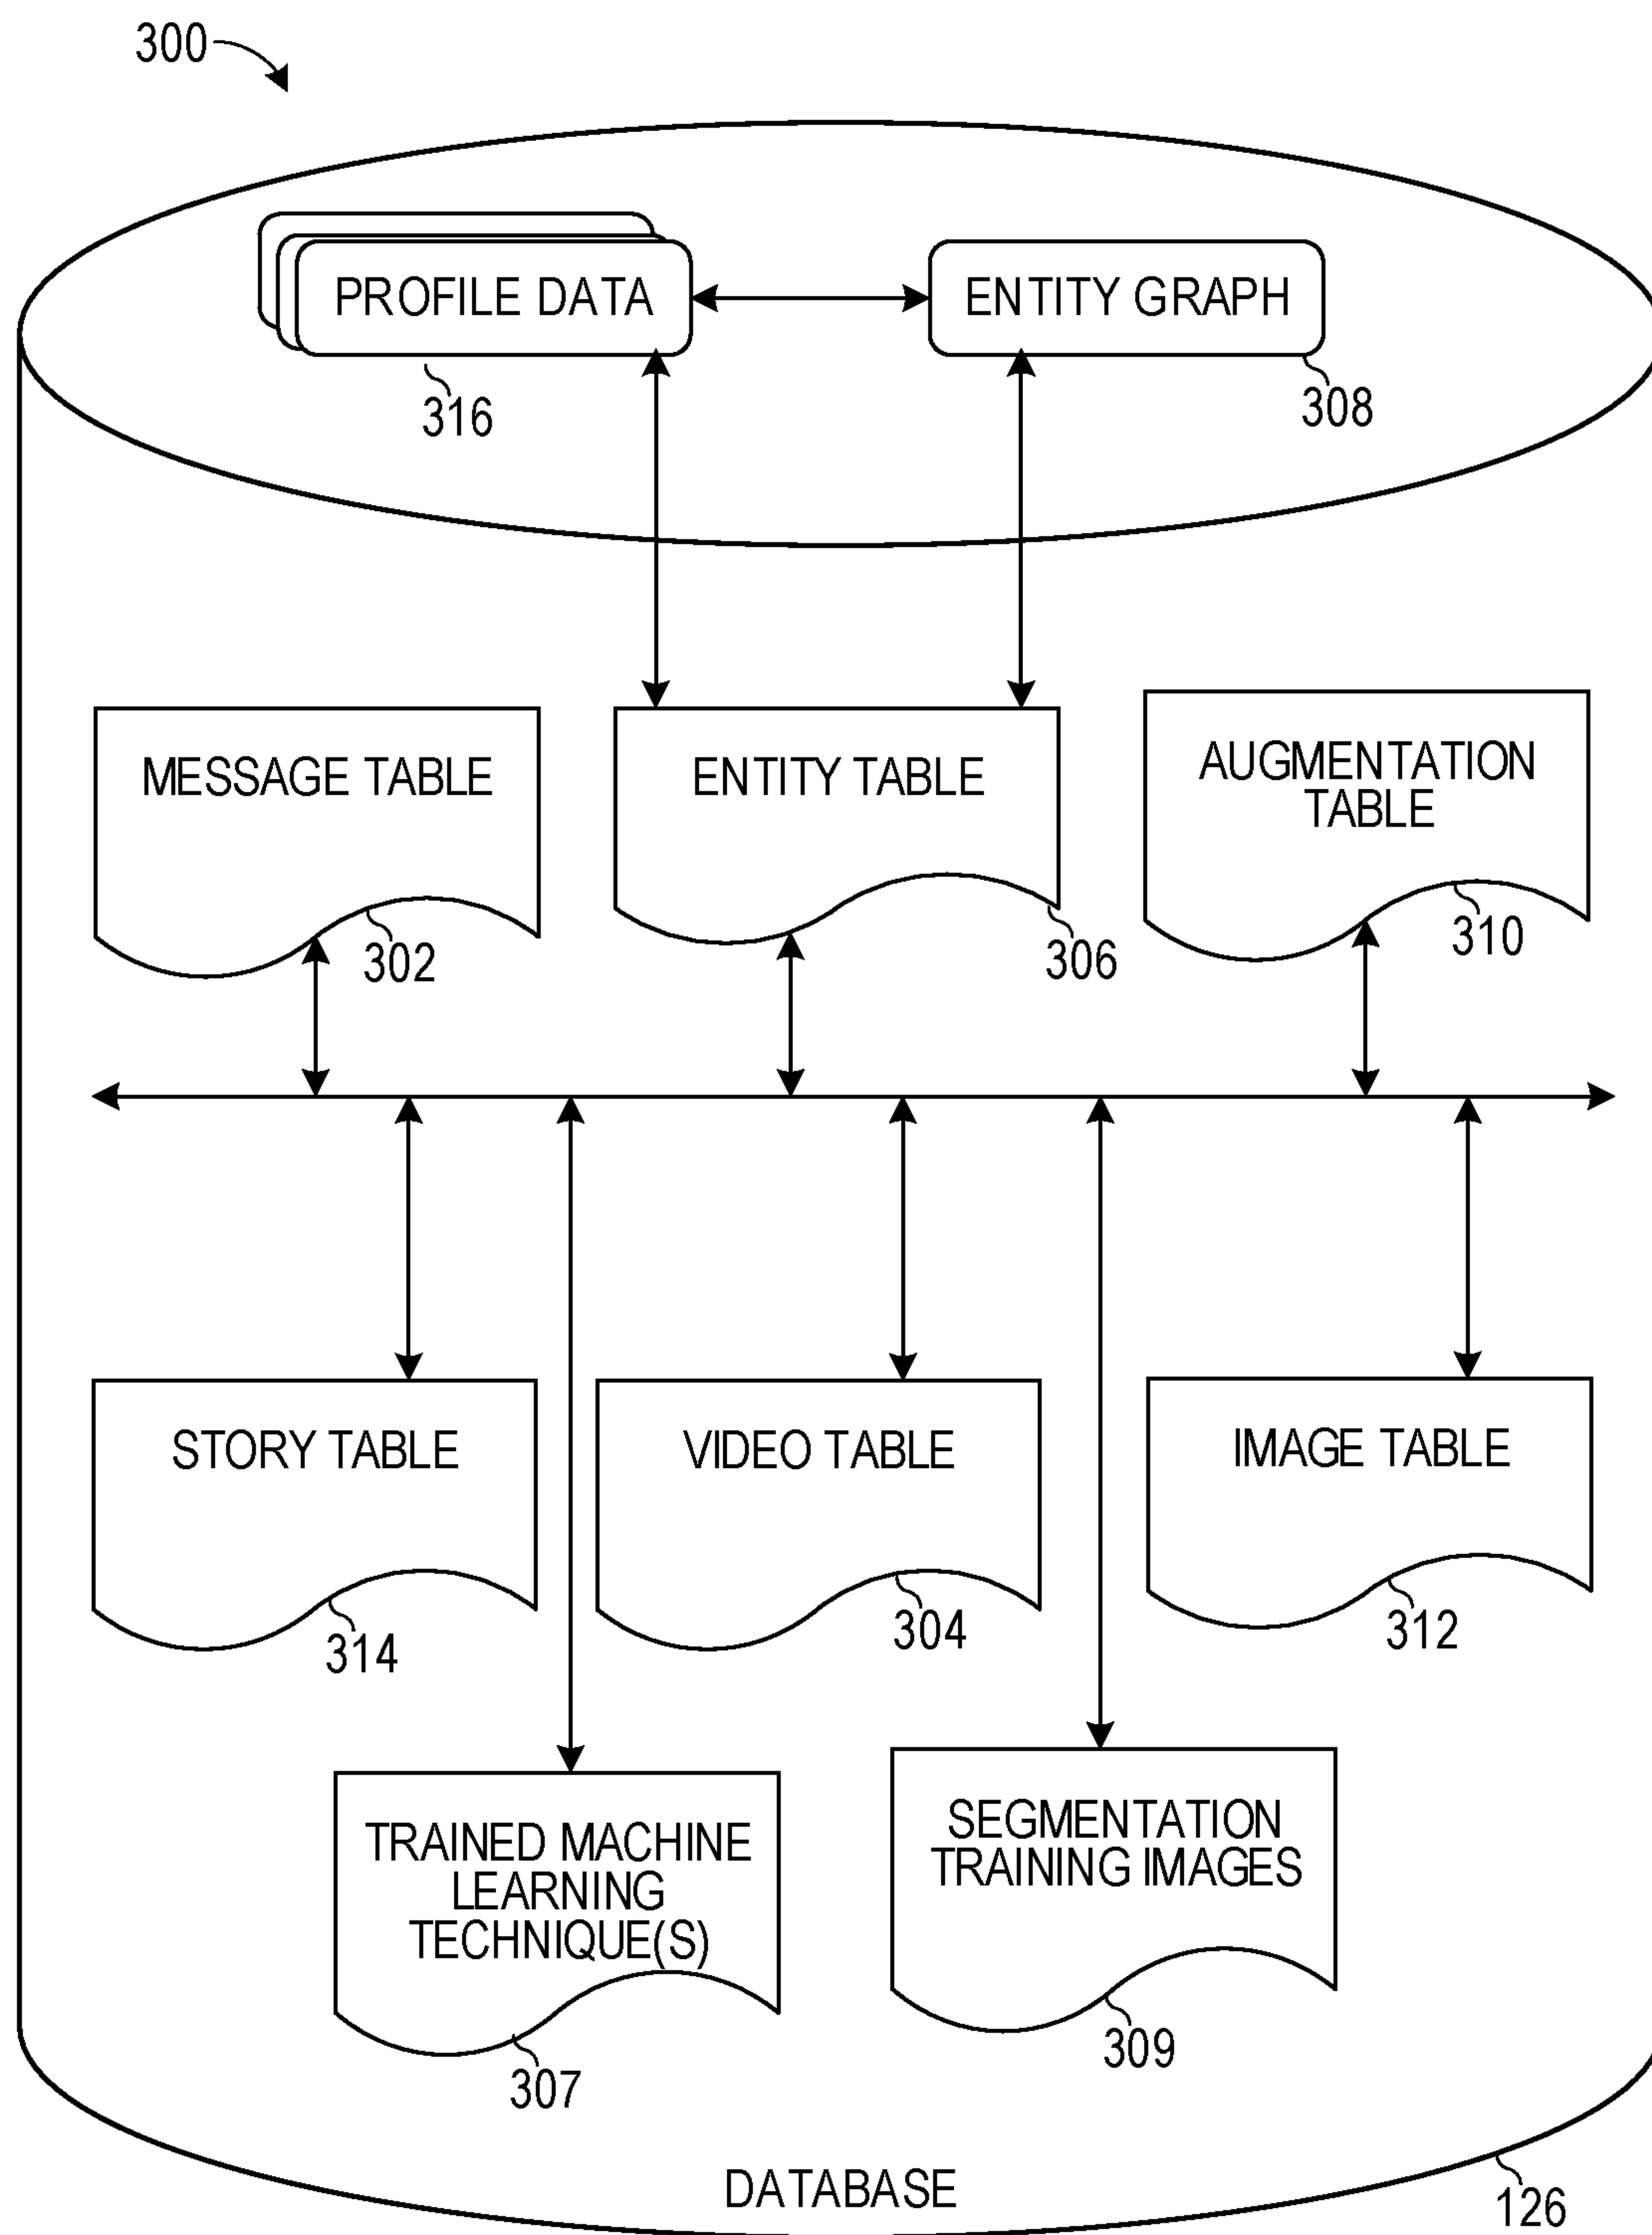 300
PROFILE DATA
ENTITY GRAPH
316
308
MESSAGE TABLE
ENTITY TABLE
AUGMENTATION
TABLE
302
306
310
STORY TABLE
VIDEO TABLE
IMAGE TABLE
314
304
312
TRAINED MACHINE
LEARNING
TECHNIQUE(S)
SEGMENTATION
TRAINING IMAGES
307
309
DATABASE
126